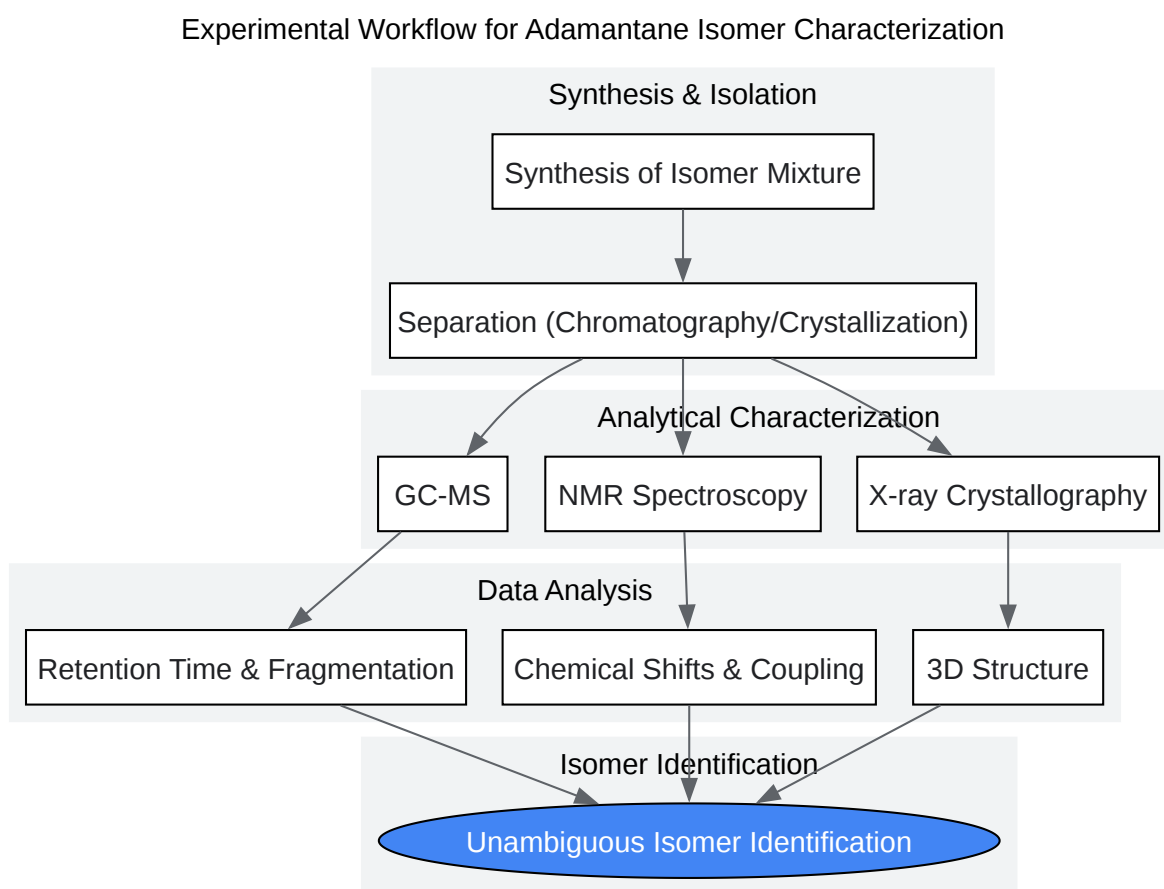 Experimental Workflow for Adamantane Isomer Characterization
Synthesis & Isolation
Synthesis of Isomer Mixture
Separation (Chromatography/Crystallization)
Analytical Characterization
GC-MS
NMR Spectroscopy
X-ray Crystallography
Data Analysis
Retention Time & Fragmentation
Chemical Shifts & Coupling
3D Structure
Isomer Identification
Unambiguous Isomer Identification